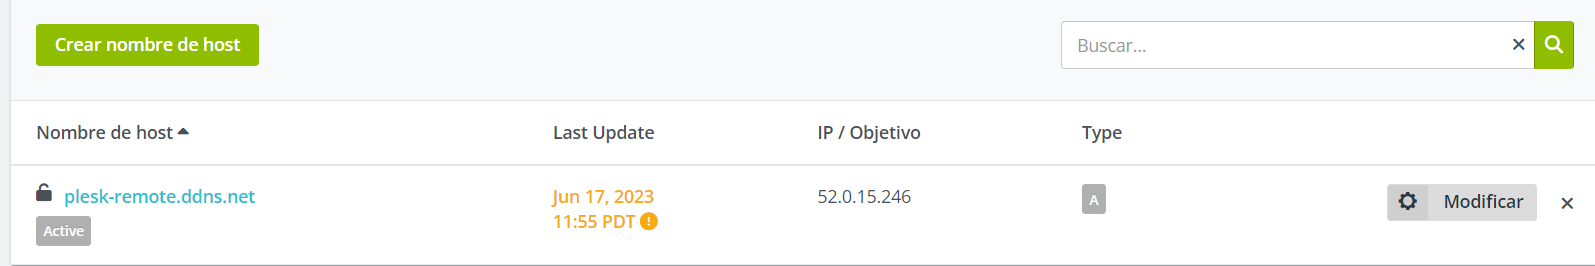 Crear nombre de host
Buscar...
Nombre de host Last Update IP / Objetivo Type
plesk-remote.ddns.net Jun 17, 2023 52.0.15.246 A Modificar
Active 11:55 PDT